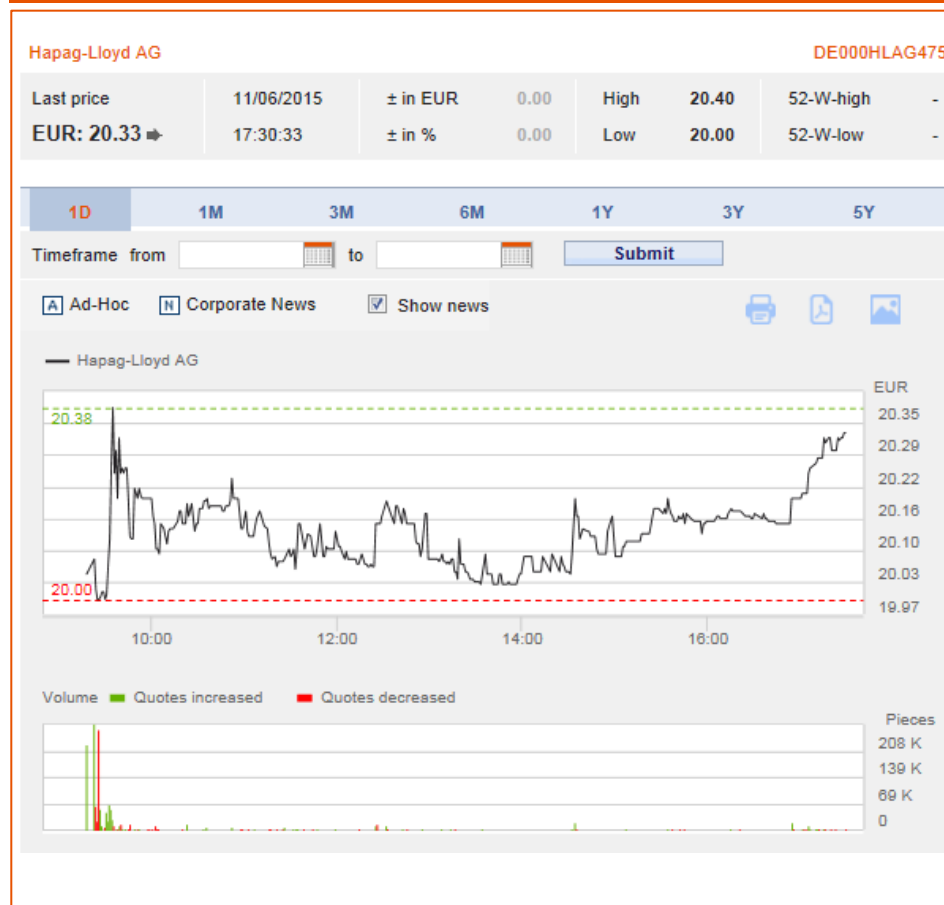 Hapag-Lloyd AG DE000HLAG475
Last price 11/06/2015 ± in EUR 0.00 High 20.40 52-W-high -
EUR: 20.33 17:30:33 ± in % 0.00 Low 20.00 52-W-low -
1D 1M 3M 6M 1Y 3Y 5Y
Timeframe from to Submit
A Ad-Hoc N Corporate News Show news
Hapag-Lloyd AG
EUR
20.38
20.35
20.29
20.22
20.16
20.10
20.03
20.00
19.97
10:00 12:00 14:00 16:00
Volume Quotes increased Quotes decreased
Pieces
208 K
139 K
69 K
0